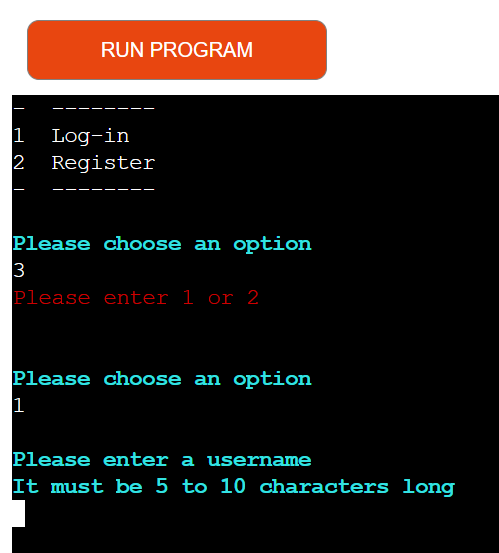 RUN PROGRAM
-  --------
1  Log-in
2  Register
-  --------
Please choose an option
3
Please enter 1 or 2
Please choose an option
1
Please enter a username
It must be 5 to 10 characters long